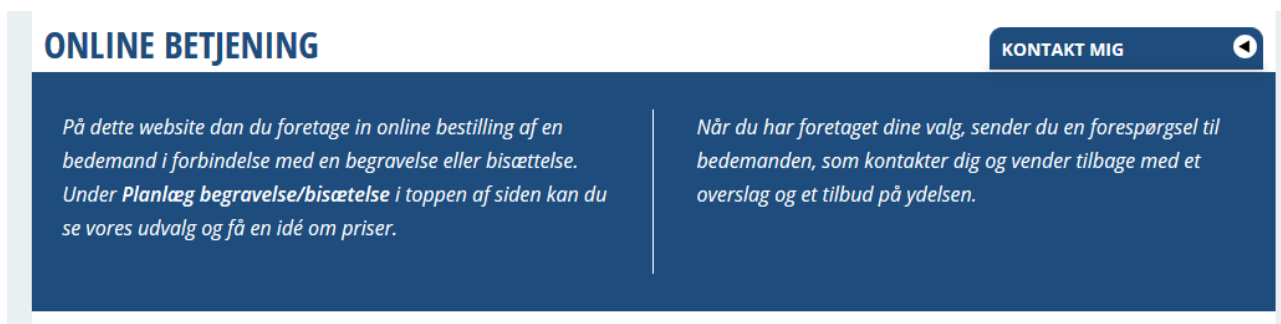 ONLINE BETJENING
KONTAKT MIG
På dette website dan du foretage in online bestilling af en
bedemand i forbindelse med en begravelse eller bisættelse.
Under Planlæg begravelse/bisætelse i toppen af siden kan du
se vores udvalg og få en idé om priser.
Når du har foretaget dine valg, sender du en forespørgsel til
bedemanden, som kontakter dig og vender tilbage med et
overslag og et tilbud på ydelsen.